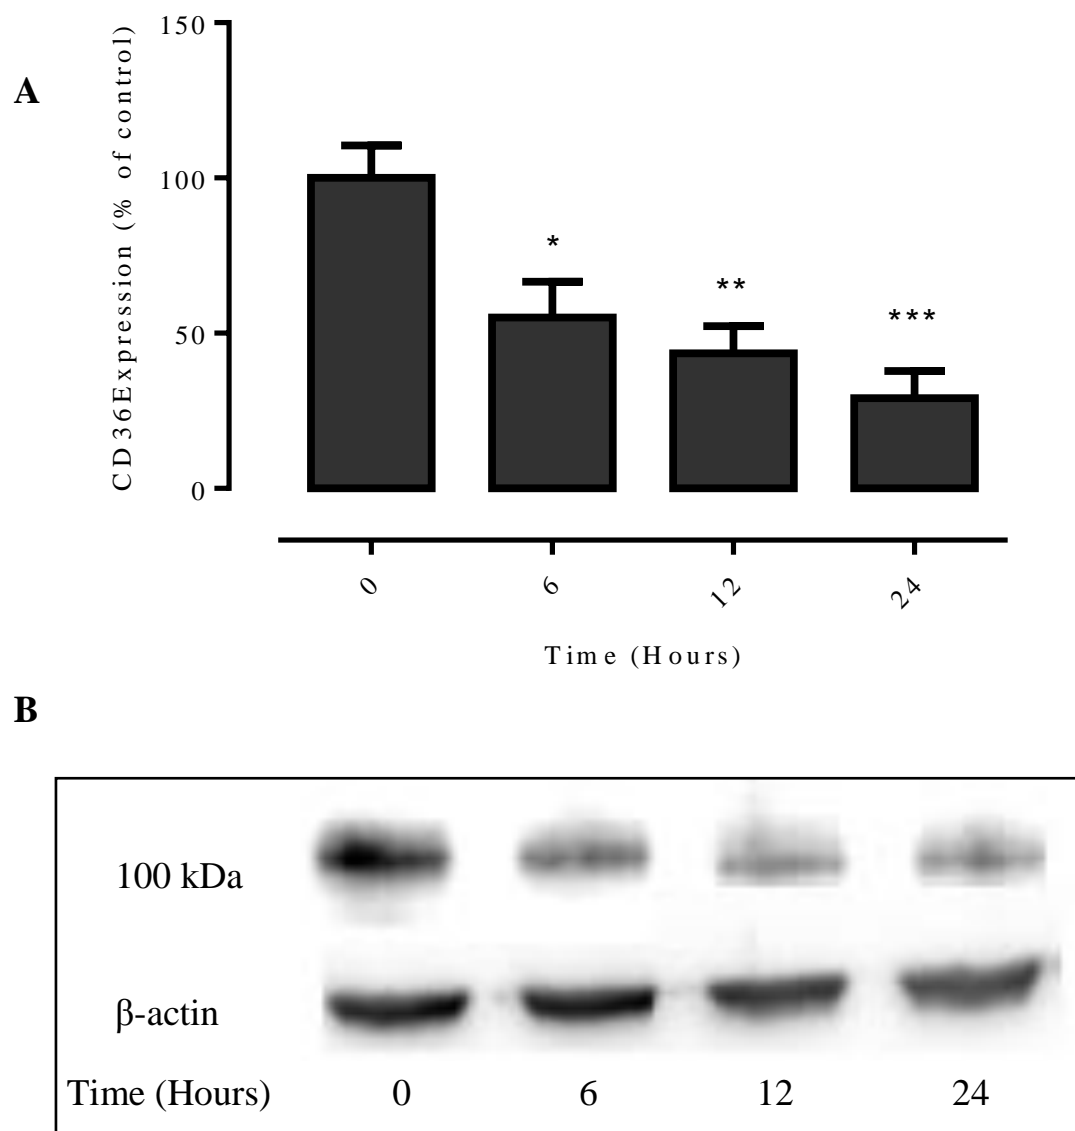 A
CD36Expression (% of control)
150
100
50
0
*
**
***
0
6
12
24
Time (Hours)
B
100 kDa
β-actin
Time (Hours) 0 6 12 24